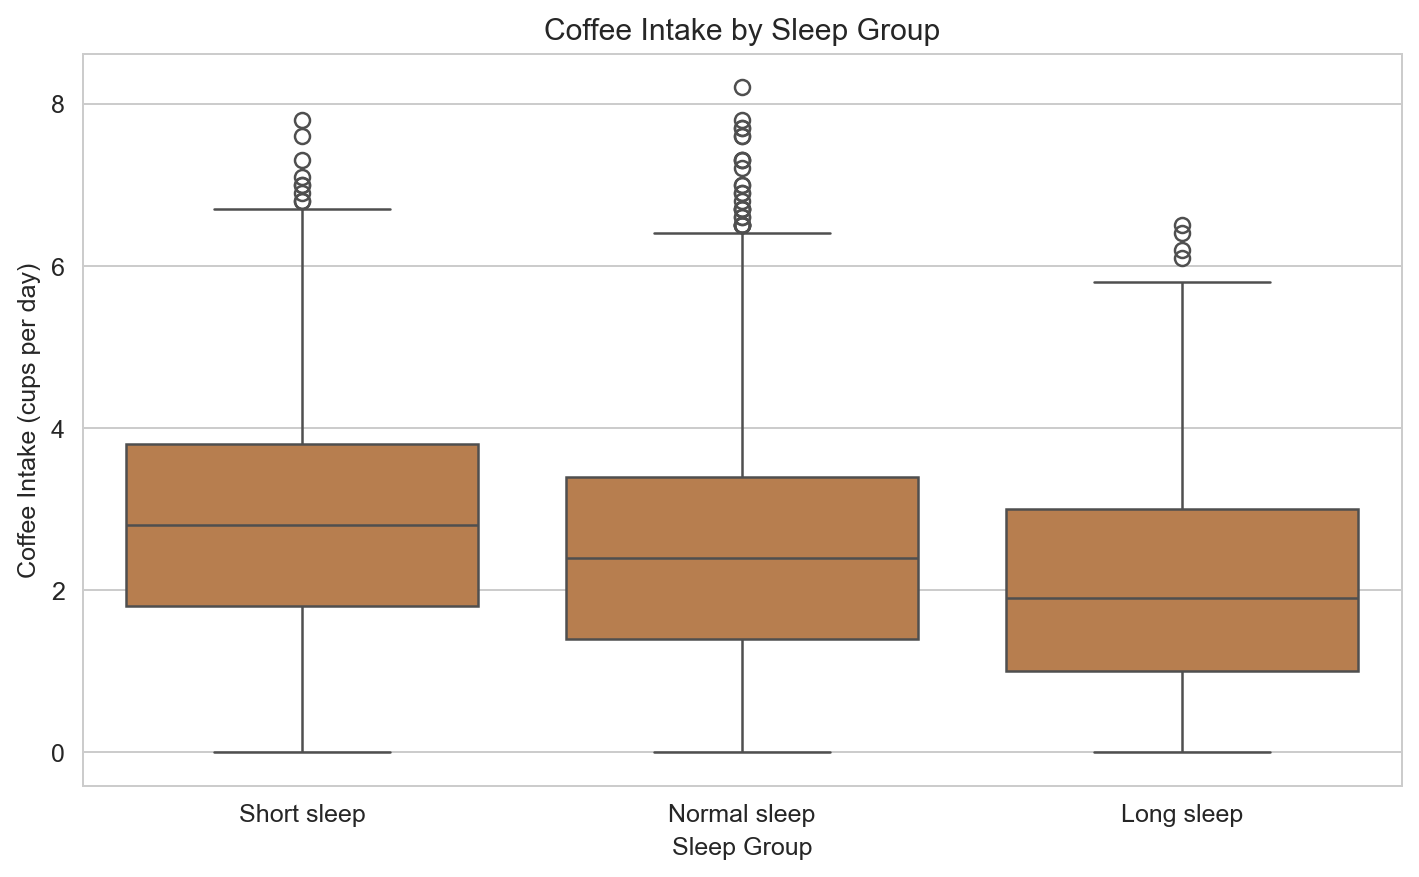 Coffee Intake by Sleep Group
Coffee Intake (cups per day)
8
6
4
2
0
Short sleep
Normal sleep
Long sleep
Sleep Group